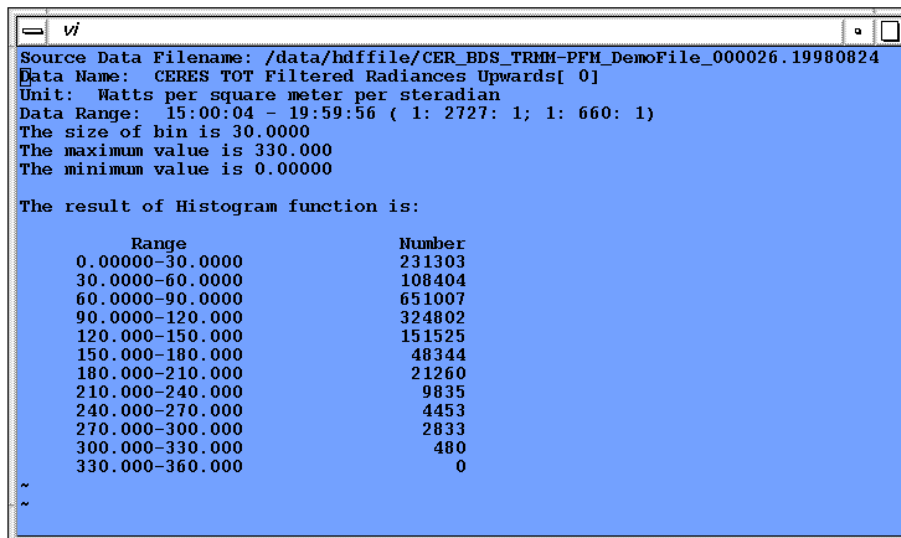 vi
Source Data Filename: /data/hdffile/CER_BDS_TRMM-PFM_DemoFile_000026.19980824
Data Name:  CERES TOT Filtered Radiances Upwards[ 0]
Unit:  Watts per square meter per steradian
Data Range:  15:00:04 - 19:59:56 ( 1: 2727: 1; 1: 660: 1)
The size of bin is 30.0000
The maximum value is 330.000
The minimum value is 0.00000
The result of Histogram function is:
Range Number
0.00000-30.0000 231303
30.0000-60.0000 108404
60.0000-90.0000 651007
90.0000-120.000 324802
120.000-150.000 151525
150.000-180.000 48344
180.000-210.000 21260
210.000-240.000 9835
240.000-270.000 4453
270.000-300.000 2833
300.000-330.000 480
330.000-360.000 0
~
~